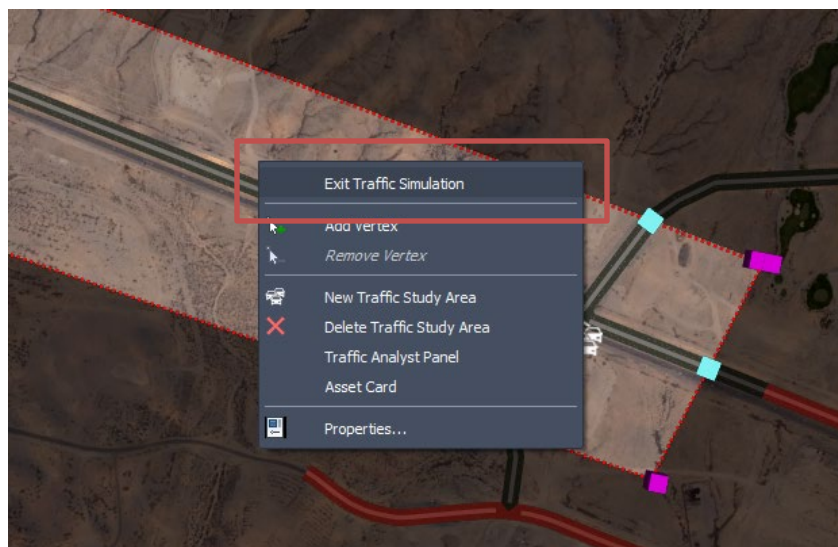 Exit Traffic Simulation
Add Vertex
Remove Vertex
New Traffic Study Area
Delete Traffic Study Area
Traffic Analyst Panel
Asset Card
Properties...